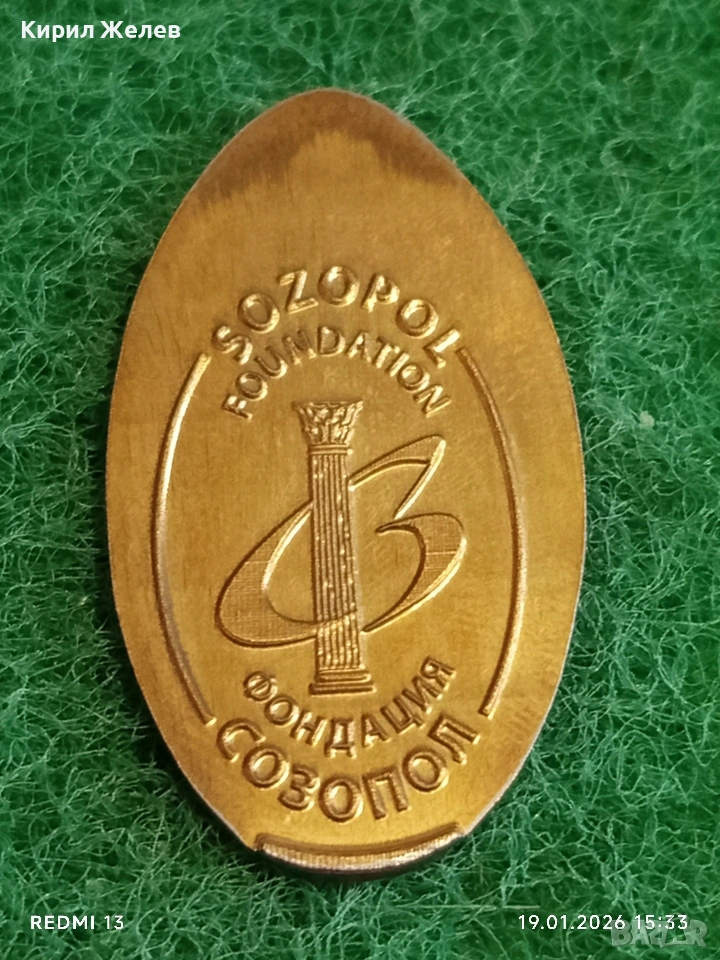 Кирил Желев
SOZOPOL
FOUNDATION
ФОНДАЦИЯ
СОЗОПОЛ
REDMI 13
19.01.2026 15:33